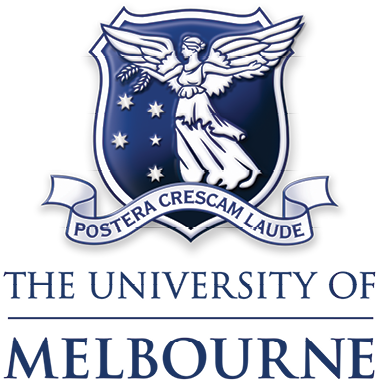 POSTERA CRESCAM LAUDE
THE UNIVERSITY OF
MELBOURNE